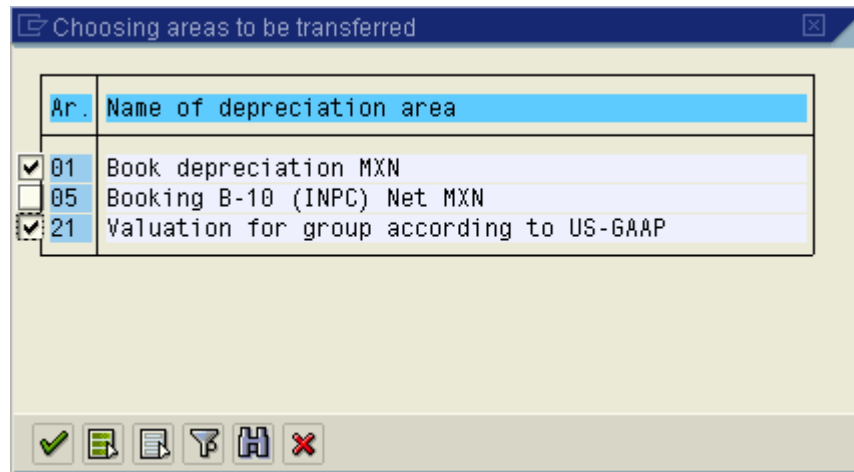 Choosing areas to be transferred
Ar. Name of depreciation area
01 Book depreciation MXN
05 Booking B-10 (INPC) Net MXN
21 Valuation for group according to US-GAAP